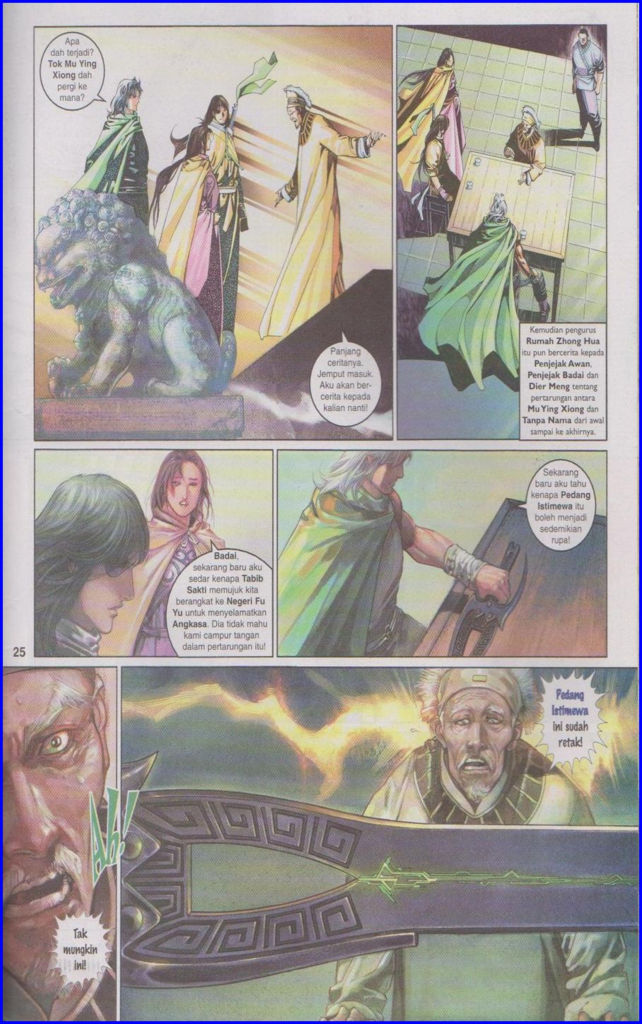 Apa
dah terjadi?
Tok Mu Ying
Xiong dah
pergi ke
mana?
Panjang
ceritanya.
Jemput masuk.
Aku akan ber-
cerita kepada
kalian nanti!
Kemudian pengurus
Rumah Zhong Hua
itu pun bercerita kepada
Penjejak Awan,
Penjejak Badai dan
Dier Meng tentang
pertarungan antara
Mu Ying Xiong dan
Tanpa Nama dari awal
sampai ke akhirnya.
Badai,
sekarang baru aku
sedar kenapa Tabib
Sakti memujuk kita
berangkat ke Negeri Fu
Yu untuk menyelamatkan
Angkasa. Dia tidak mahu
kami campur tangan
dalam pertarungan itu!
Sekarang
baru aku tahu
kenapa Pedang
Istimewa itu
boleh menjadi
sedemikian
rupa!
25
Ah!
Tak
mungkin
ini!
Pedang
Istimewa
ini sudah
retak!